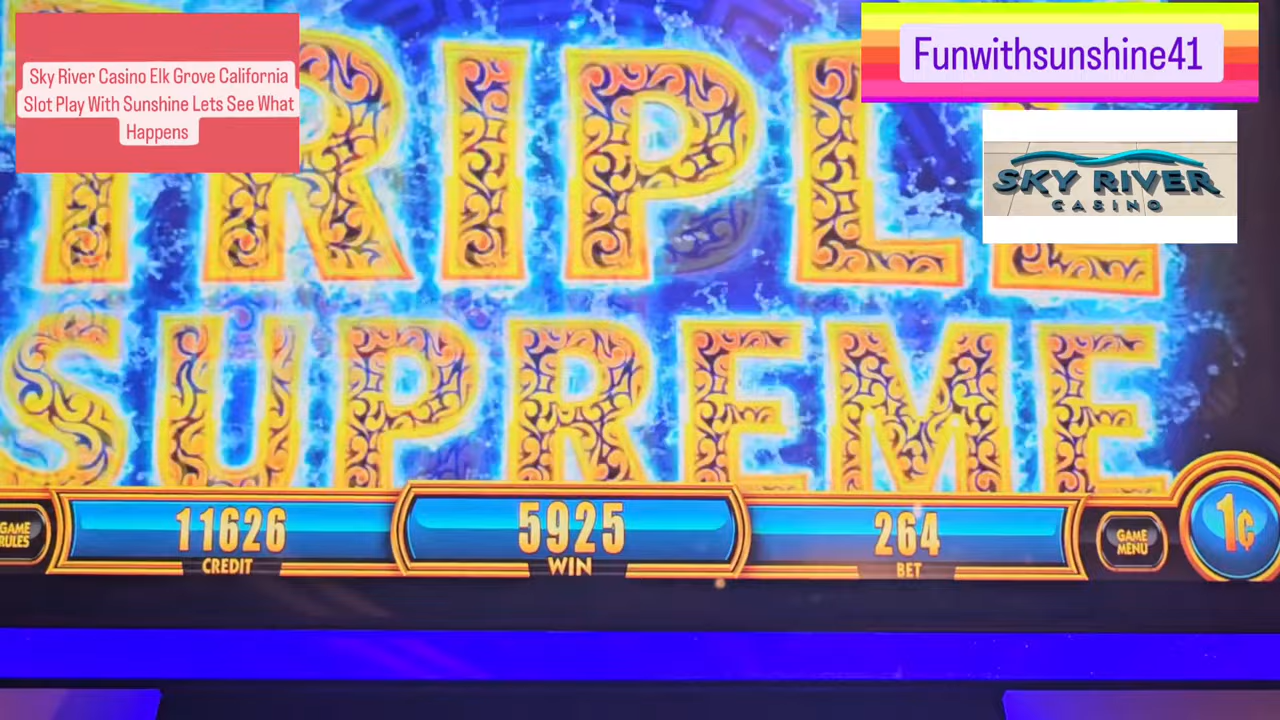 Sky River Casino Elk Grove California
Slot Play With Sunshine Lets See What
Happens
Funwithsunshine41
SKY RIVER
CASINO
TRIPLE
SUPREME
GAME
RULES
11626
CREDIT
5925
WIN
264
BET
GAME
MENU
1¢